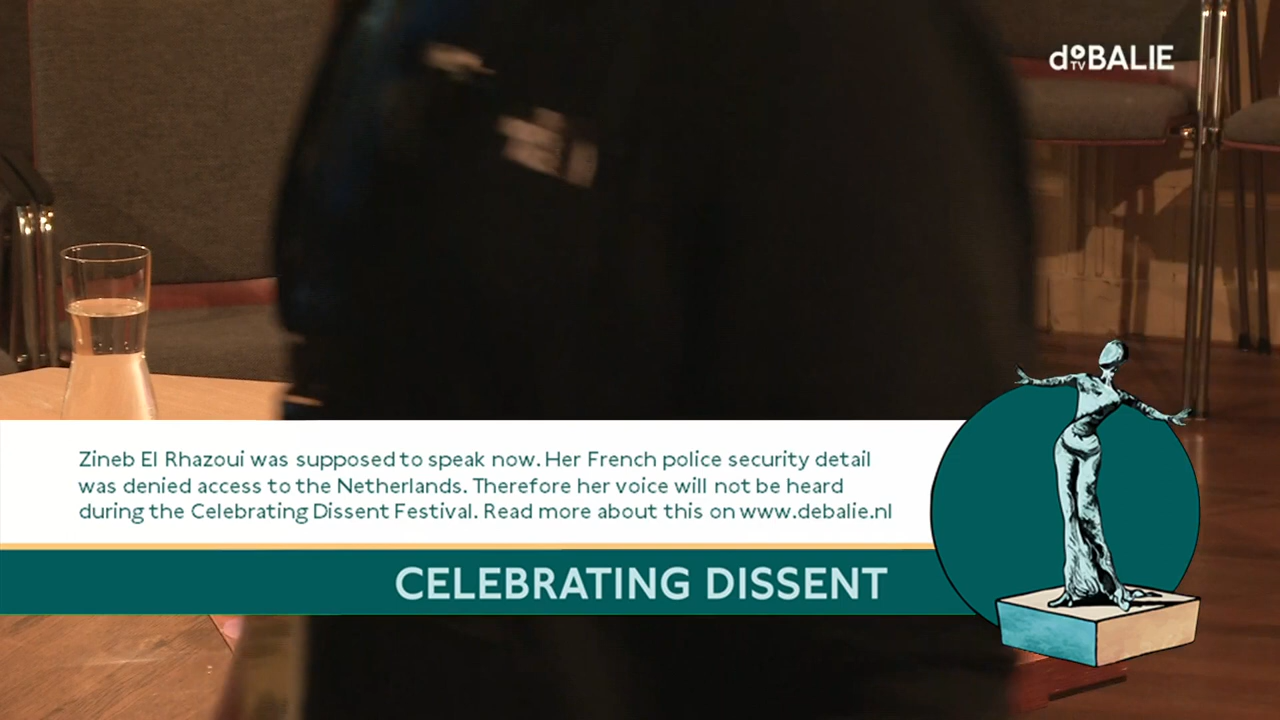 doBALIE
TV
Zineb El Rhazoui was supposed to speak now. Her French police security detail
was denied access to the Netherlands. Therefore her voice will not be heard
during the Celebrating Dissent Festival. Read more about this on www.debalie.nl
CELEBRATING DISSENT